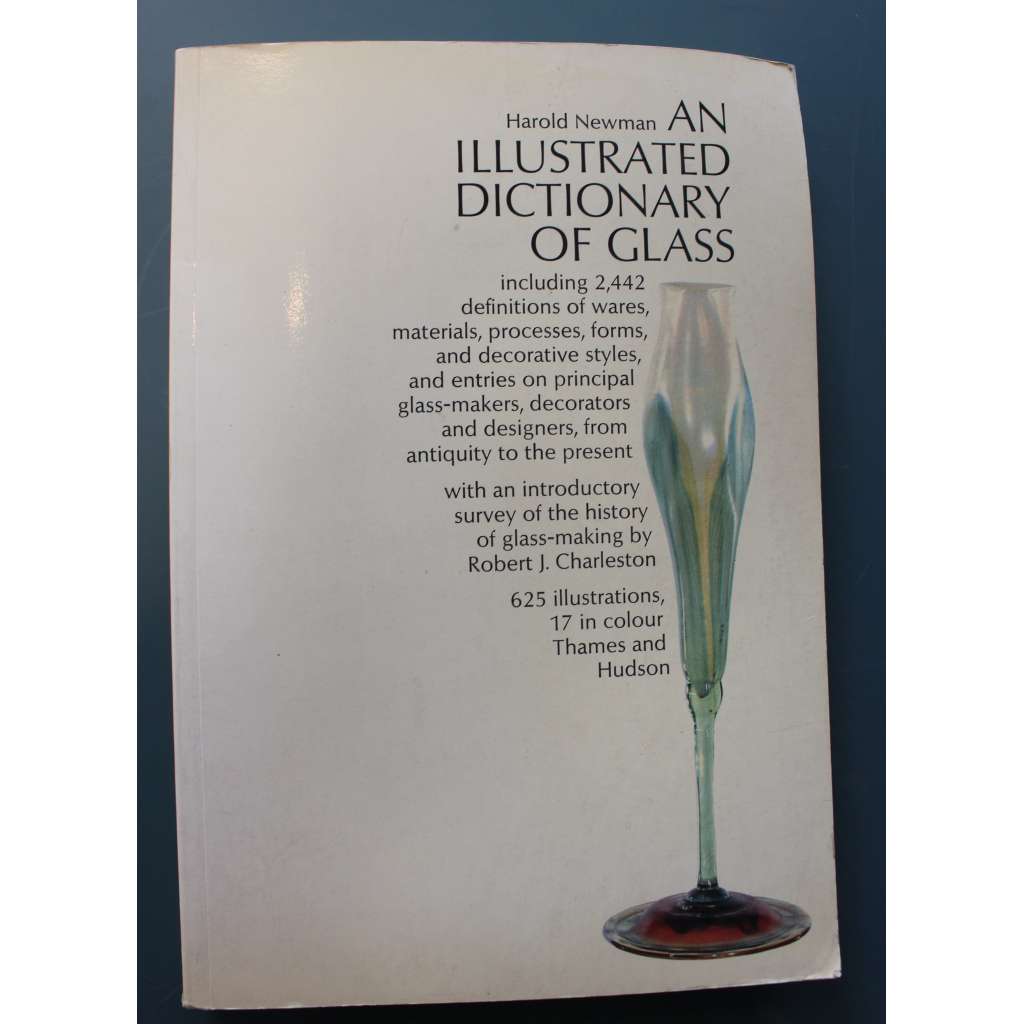 Harold Newman AN
ILLUSTRATED
DICTIONARY
OF GLASS
including 2,442
definitions of wares,
materials, processes, forms,
and decorative styles,
and entries on principal
glass-makers, decorators
and designers, from
antiquity to the present
with an introductory
survey of the history
of glass-making by
Robert J. Charleston
625 illustrations,
17 in colour
Thames and
Hudson